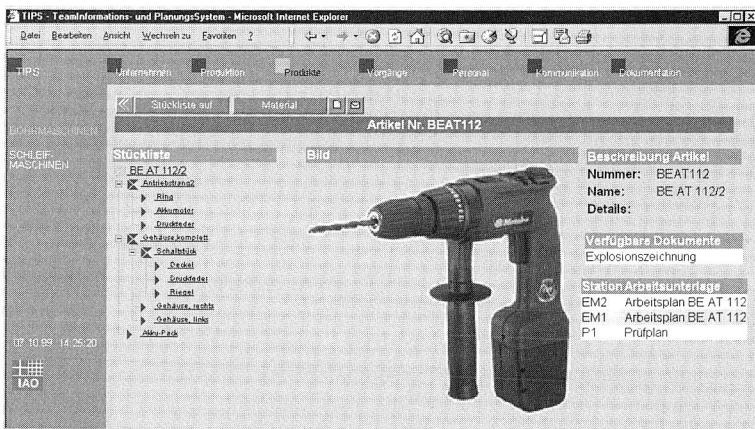 TIPS - TeamInformations- und PlanungsSystem - Microsoft Internet Explorer
Datei Bearbeiten Ansicht Wechseln zu Favoriten ?
TIPS Unternehmen Produktion Produkte Vorgänge Personal Kommunikation Dokumentation
Stückliste auf Material
Artikel Nr. BEAT112
BOHRMASCHINEN
SCHLEIF-
MASCHINEN
07.10.99 14:25:20
IAO
Stückliste
BE AT 112/2
Antriebstrang2
Ring
Akkumotor
Druckfeder
Gehäuse,komplett
Schaltstück
Deckel
Druckfeder
Riegel
Gehäuse, rechts
Gehäuse, links
Akku-Pack
Bild
Metabo
Beschreibung Artikel
Nummer: BEAT112
Name: BE AT 112/2
Details:
Verfügbare Dokumente
Explosionszeichnung
Station Arbeitsunterlage
EM2 Arbeitsplan BE AT 112
EM1 Arbeitsplan BE AT 112
P1 Prüfplan